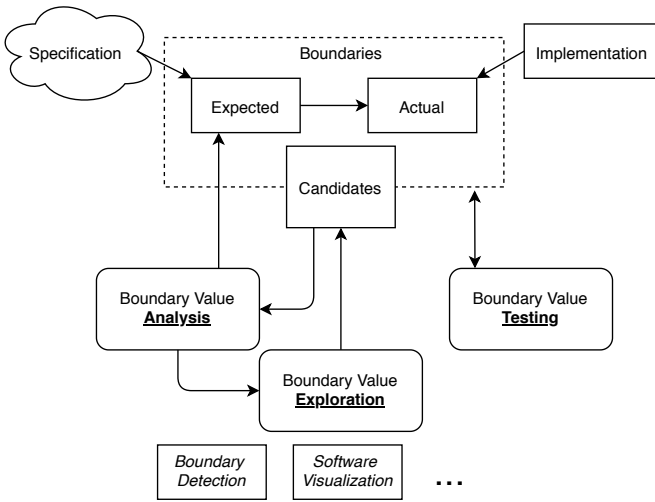 Specification
Boundaries
Implementation
Expected
Actual
Candidates
Boundary Value
Analysis
Boundary Value
Testing
Boundary Value
Exploration
Boundary
Detection
Software
Visualization
...